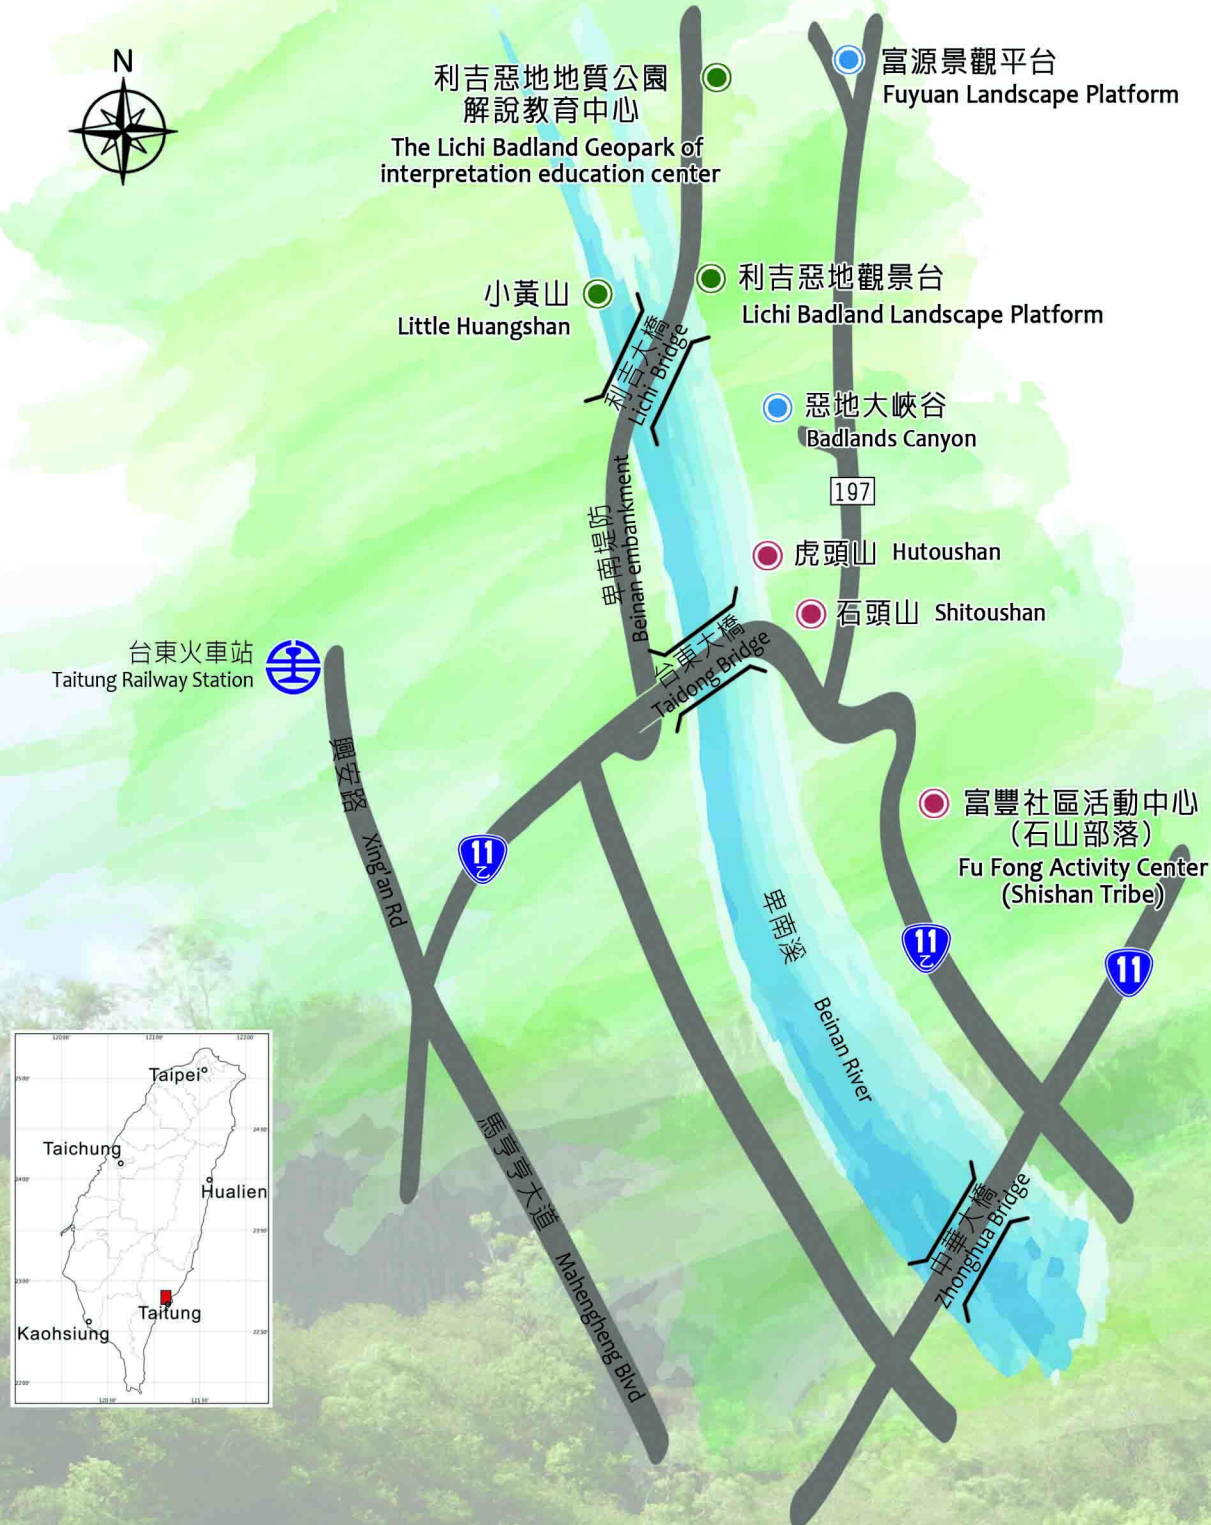 N
利吉惡地地質公園
解說教育中心
The Lichi Badland Geopark of
interpretation education center
富源景觀平台
Fuyuan Landscape Platform
小黃山
Little Huangshan
利吉惡地觀景台
Lichi Badland Landscape Platform
利吉大橋
Lichi Bridge
惡地大峽谷
Badlands Canyon
197
卑南堤防
Beinan embankment
虎頭山 Hutoushan
石頭山 Shitoushan
台東大橋
Taidong Bridge
台東火車站
Taitung Railway Station
興安路 Xing'an Rd
11
乙
富豐社區活動中心
（石山部落）
Fu Fong Activity Center
(Shishan Tribe)
卑南溪 Beinan River
11
乙
11
馬亨亨大道 Mahengheng Blvd
中華大橋
Zhonghua Bridge
Taipei
Taichung
Hualien
Taitung
Kaohsiung